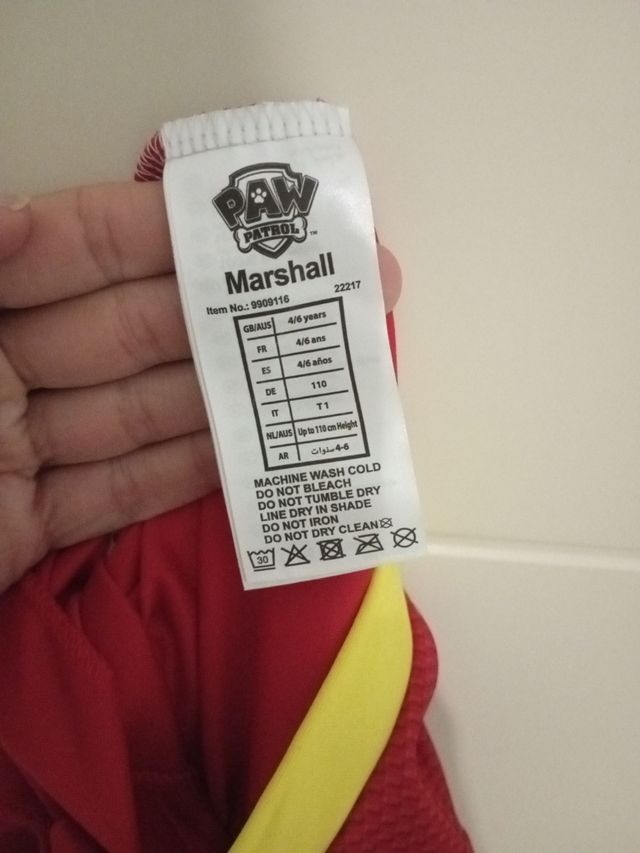 PAW
PATROL
TM
Marshall
Item No.: 9909116 22217
GB/AUS 4/6 years
FR 4/6 ans
ES 4/6 años
DE 110
IT T1
NL/AUS Up to 110 cm Height
AR 4-6 سنوات
MACHINE WASH COLD
DO NOT BLEACH
DO NOT TUMBLE DRY
LINE DRY IN SHADE
DO NOT IRON
DO NOT DRY CLEAN
30